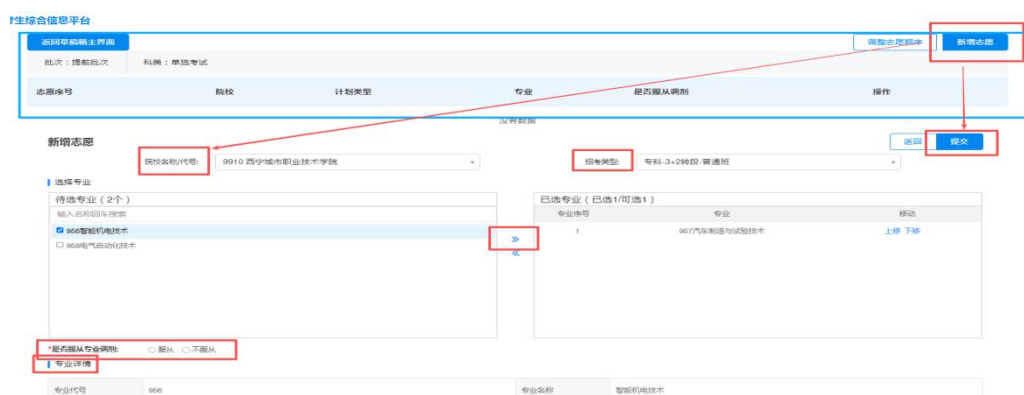 生综合信息平台
返回草稿箱主界面 调整志愿顺序 新增志愿
批次：提前批次 科类：单独考试
志愿序号 院校 计划类型 专业 是否服从调剂 操作
没有数据
新增志愿 返回 提交
院校名称/代号: 9910 西宁城市职业技术学院 招考类型: 专科-3+2转段-普通班
选择专业
待选专业（2个） 已选专业（已选1/可选1）
输入名称回车搜索 专业序号 专业 移动
956智能机电技术 1 967汽车制造与试验技术 上移 下移
958电气自动化技术
*是否服从专业调剂: 服从 不服从
专业详情
专业代号 956 专业名称 智能机电技术